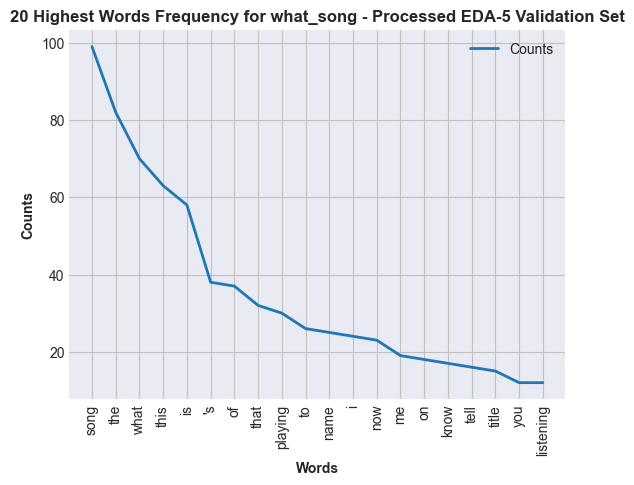 20 Highest Words Frequency for what_song - Processed EDA-5 Validation Set
Counts
100
80
60
40
20
Counts
song
the
what
this
is
's
of
that
playing
to
name
i
now
me
on
know
tell
title
you
listening
Words